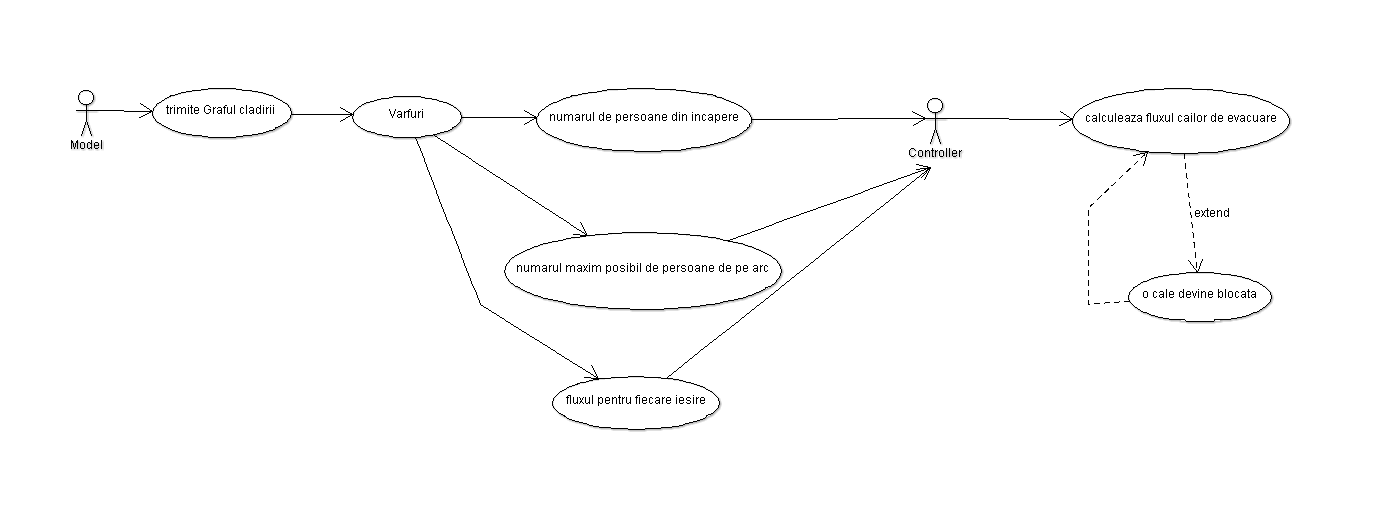 trimite Graful cladirii
Varfuri
numarul de persoane din incapere
calculeaza fluxul cailor de evacuare
Model
Controller
extend
numarul maxim posibil de persoane de pe arc
o cale devine blocata
fluxul pentru fiecare iesire